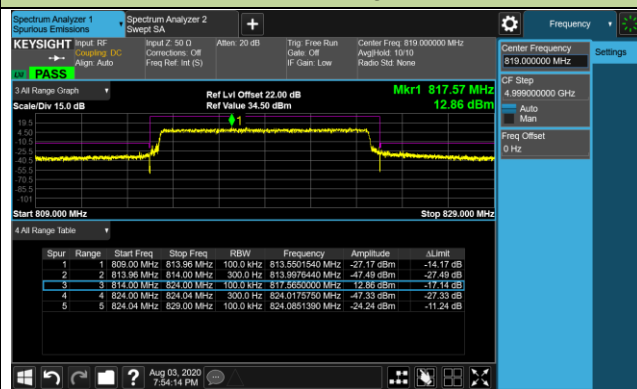 Spectrum Analyzer 1
Spurious Emissions
Spectrum Analyzer 2
Swept SA
Frequency
KEYSIGHT
Input: RF
Coupling: DC
Align: Auto
Input Z: 50 Ω
Corrections: Off
Freq Ref: Int (S)
Atten: 20 dB
Trig: Free Run
Gate: Off
IF Gain: Low
Center Freq: 819.000000 MHz
Avg|Hold: 10/10
Radio Std: None
PASS
Center Frequency
819.000000 MHz
Settings
CF Step
4.999000000 GHz
Auto
Man
Freq Offset
0 Hz
3 All Range Graph
Scale/Div 15.0 dB
Ref Lvl Offset 22.00 dB
Ref Value 34.50 dBm
Mkr1 817.57 MHz
12.86 dBm
1
19.5
4.50
-10.5
-25.5
-40.5
-55.5
-70.5
-85.5
-101
Start 809.000 MHz
Stop 829.000 MHz
4 All Range Table
Spur Range Start Freq Stop Freq RBW Frequency Amplitude ΔLimit
1 1 809.00 MHz 813.96 MHz 100.0 kHz 813.5501540 MHz -27.17 dBm -14.17 dB
2 2 813.96 MHz 814.00 MHz 300.0 Hz 813.9976440 MHz -47.49 dBm -27.49 dB
3 3 814.00 MHz 824.00 MHz 100.0 kHz 817.5650000 MHz 12.86 dBm -17.14 dB
4 4 824.00 MHz 824.04 MHz 300.0 Hz 824.0175750 MHz -47.33 dBm -27.33 dB
5 5 824.04 MHz 829.00 MHz 100.0 kHz 824.0851390 MHz -24.24 dBm -11.24 dB
Aug 03, 2020
7:54:14 PM